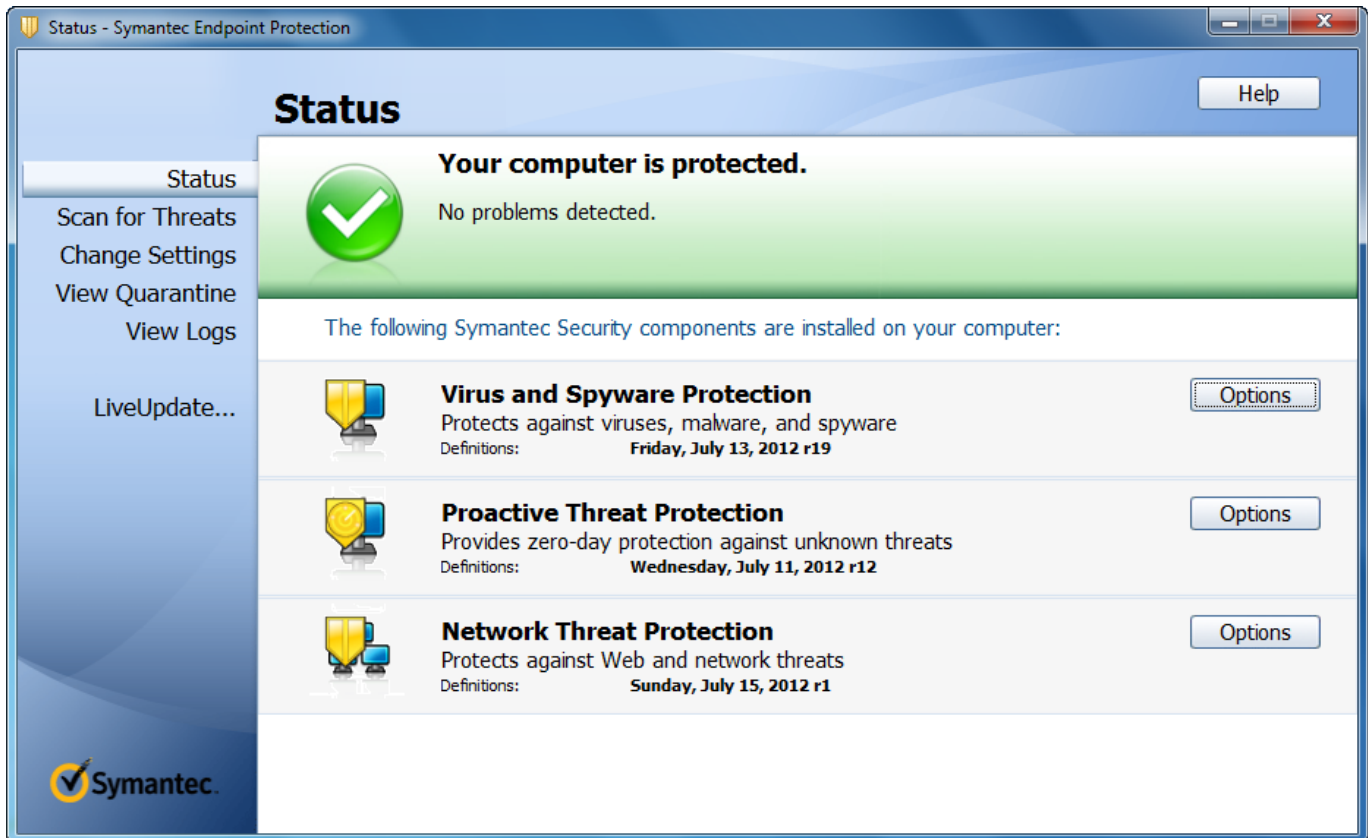 Status - Symantec Endpoint Protection
Status
Help
Status
Scan for Threats
Change Settings
View Quarantine
View Logs
LiveUpdate...
Your computer is protected.
No problems detected.
The following Symantec Security components are installed on your computer:
Virus and Spyware Protection
Protects against viruses, malware, and spyware
Definitions: Friday, July 13, 2012 r19
Options
Proactive Threat Protection
Provides zero-day protection against unknown threats
Definitions: Wednesday, July 11, 2012 r12
Options
Network Threat Protection
Protects against Web and network threats
Definitions: Sunday, July 15, 2012 r1
Options
Symantec.